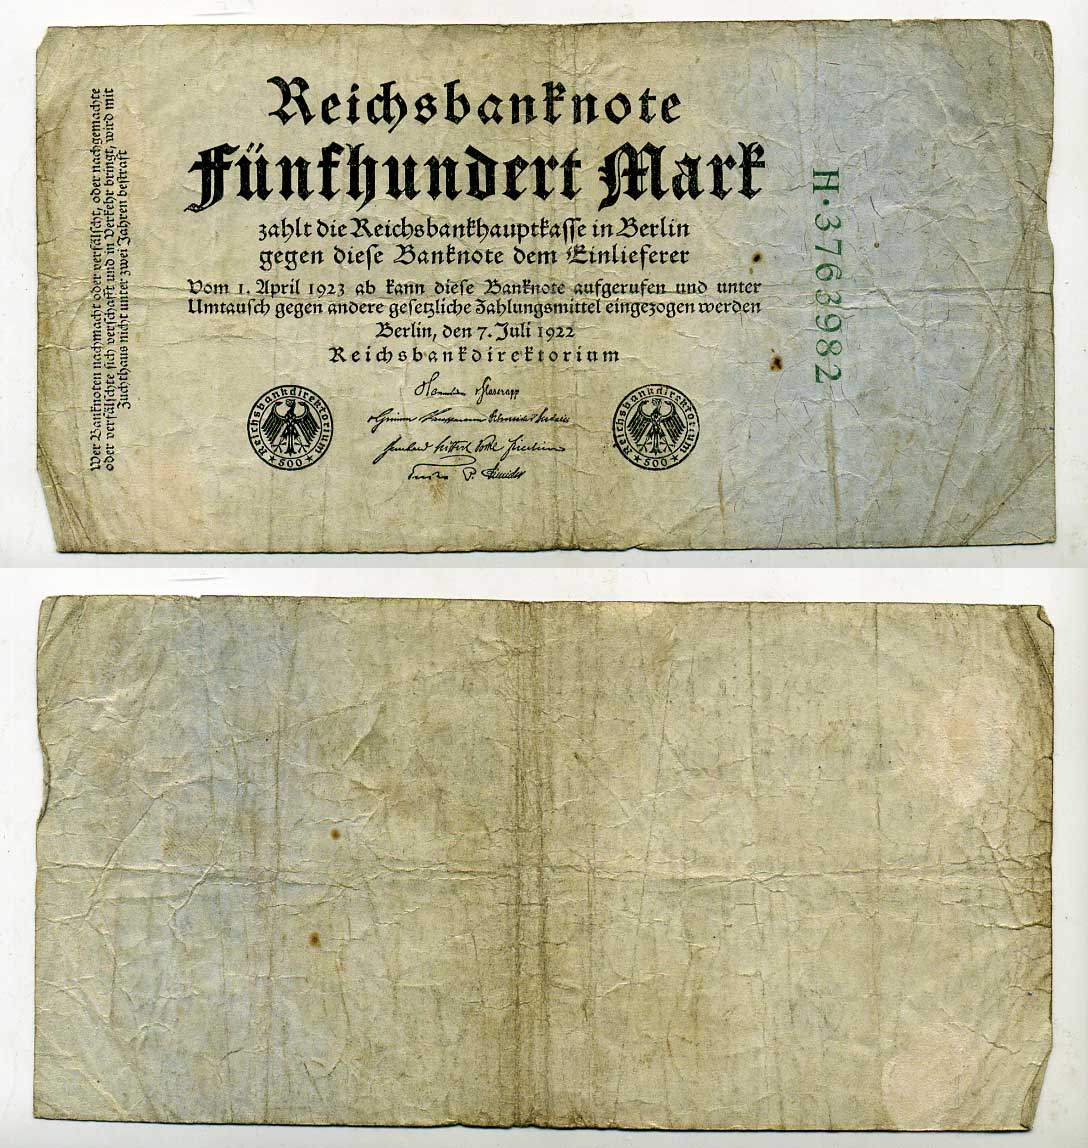 Reichsbanknote
Fünfhundert Mark
zahlt die Reichsbankhauptkasse in Berlin
gegen diese Banknote dem Einlieferer
Vom 1. April 1923 ab kann diese Banknote aufgerufen und unter
Umtausch gegen andere gesetzliche Zahlungsmittel eingezogen werden
Berlin, den 7. Juli 1922
Reichsbankdirektorium
Reichsbankdirektorium
★ 500 ★
Reichsbankdirektorium
★ 500 ★
Wer Banknoten nachmacht oder verfälscht, oder nachgemachte
oder verfälschte sich verschafft und in Verkehr bringt, wird mit
Zuchthaus nicht unter zwei Jahren bestraft
H·3763982